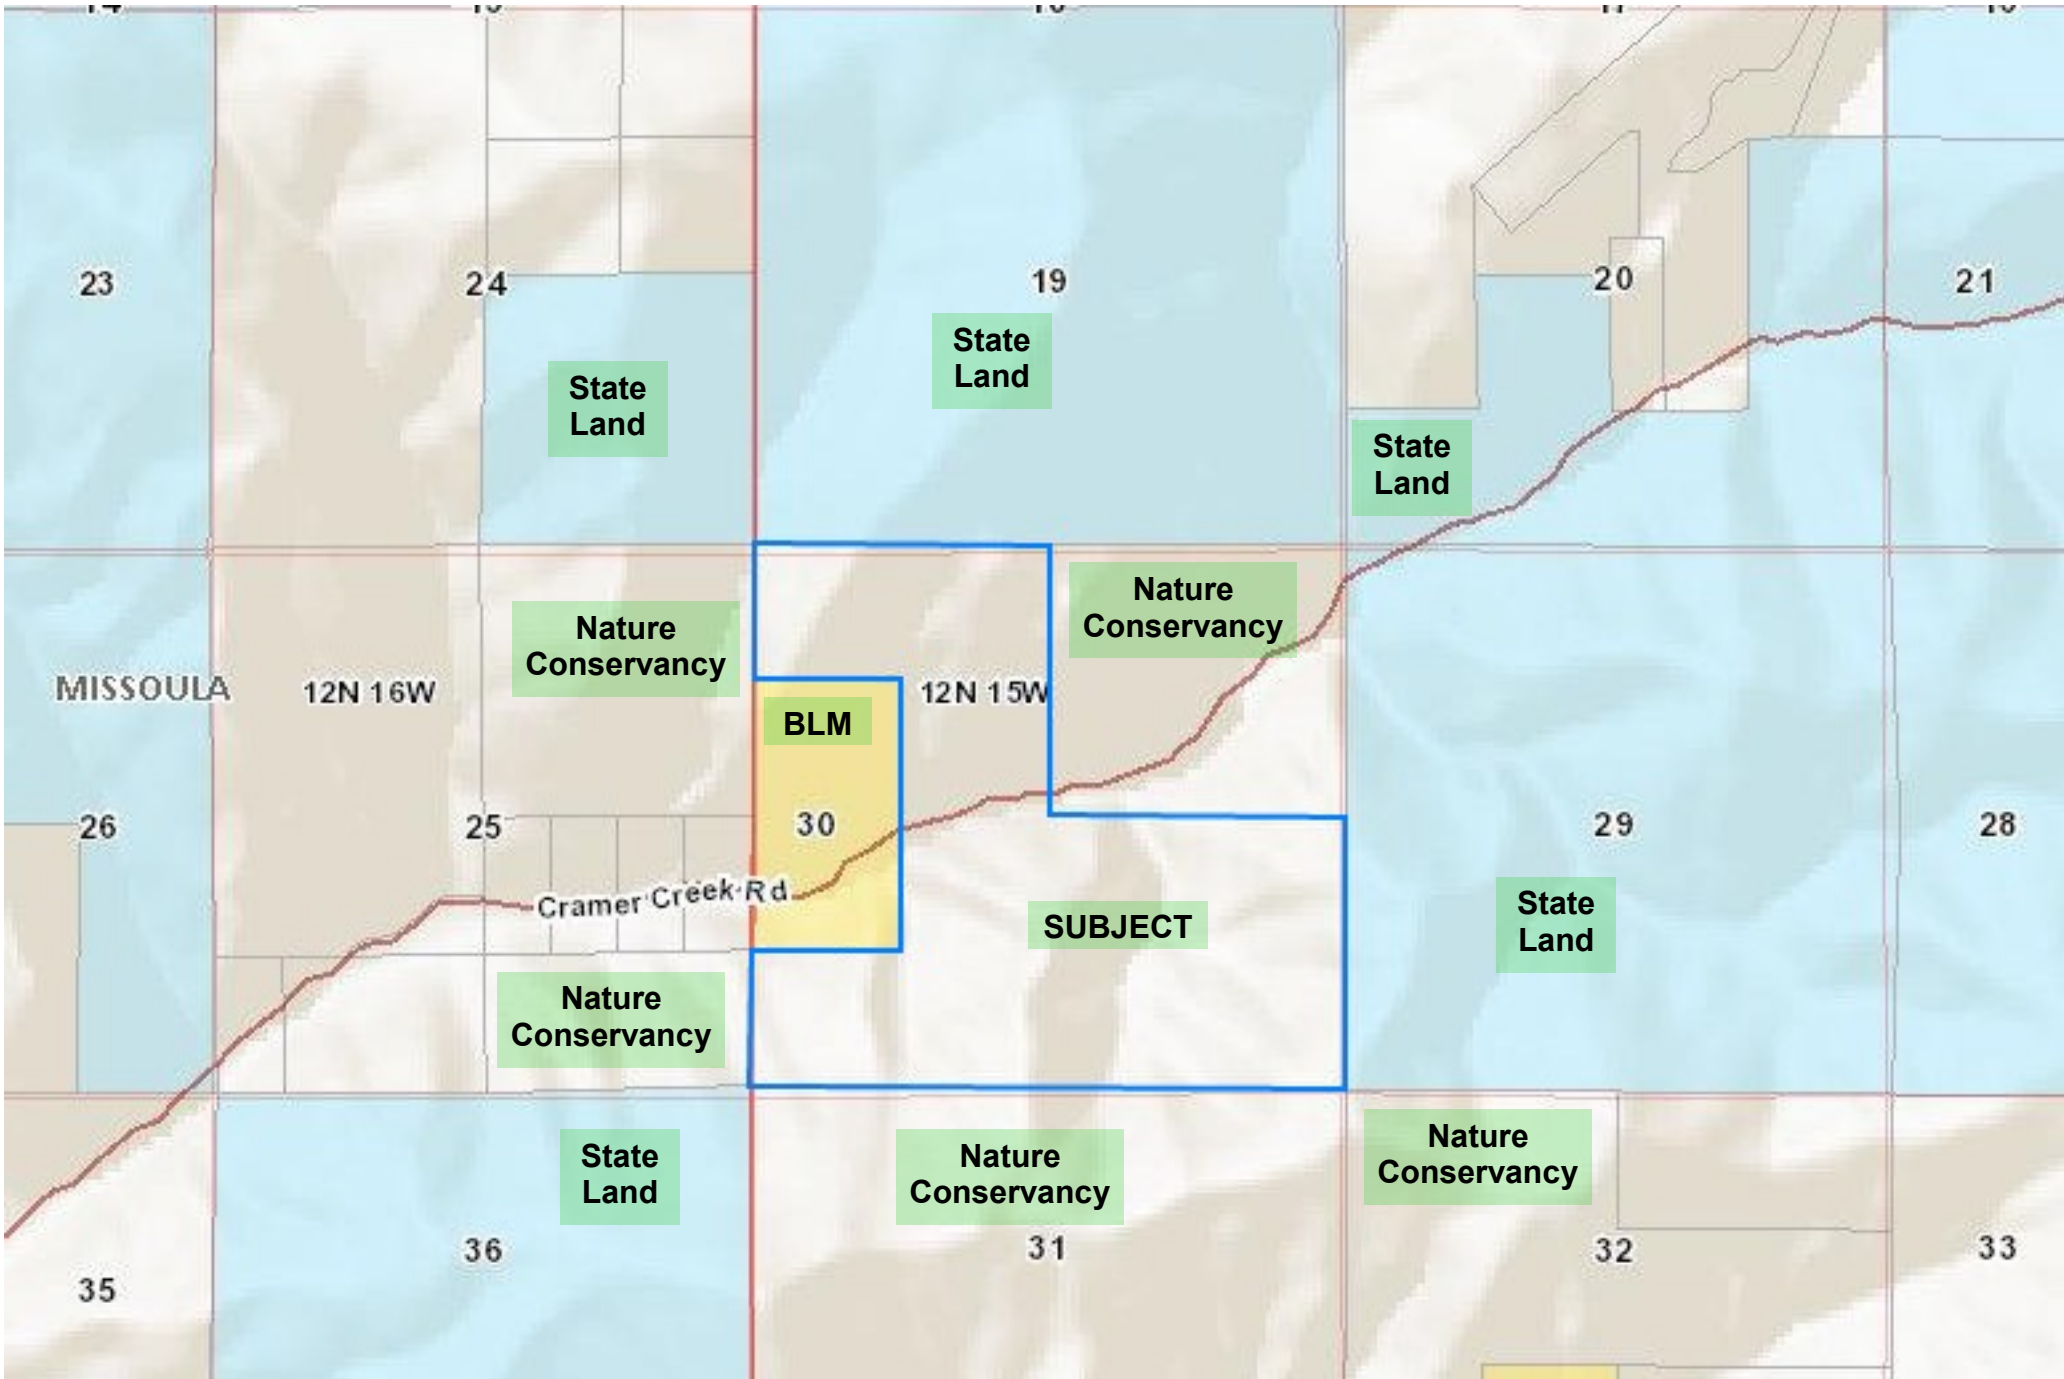 23
24
19
20
21
State
Land
State
Land
State
Land
Nature
Conservancy
Nature
Conservancy
MISSOULA
12N 16W
12N 15W
BLM
26
25
30
29
28
Cramer Creek Rd
SUBJECT
State
Land
Nature
Conservancy
State
Land
Nature
Conservancy
Nature
Conservancy
35
36
31
32
33